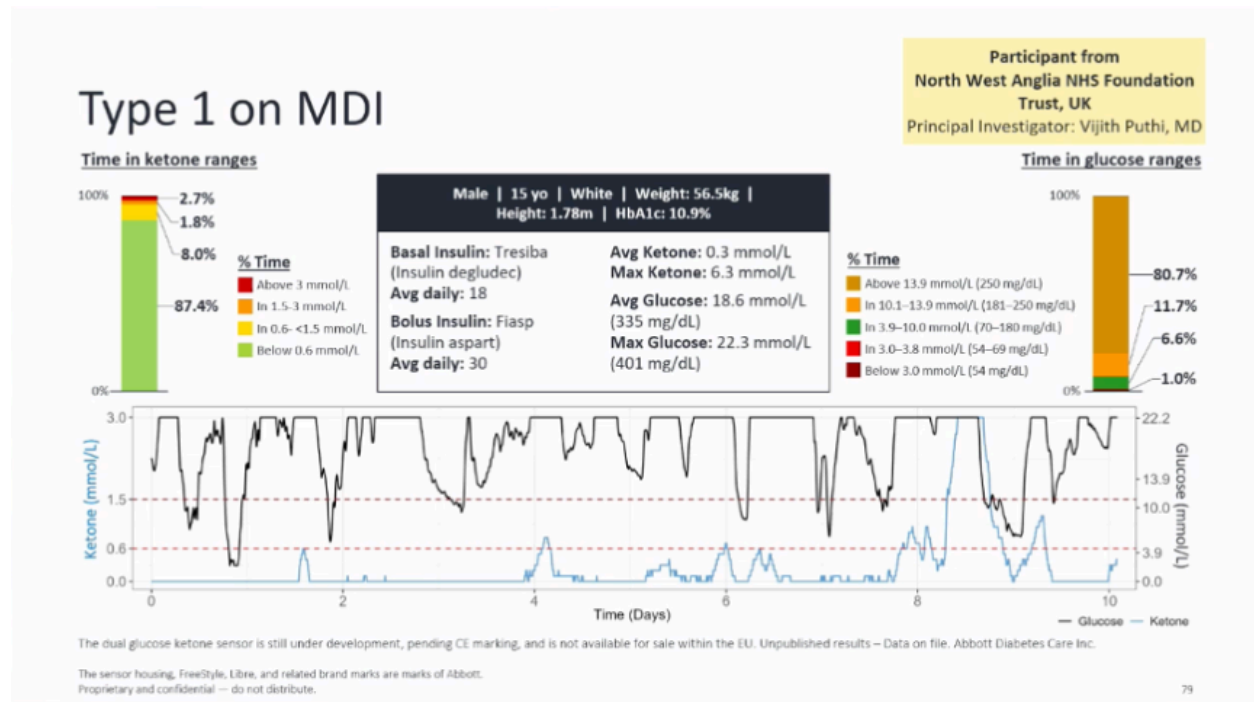 Participant from
North West Anglia NHS Foundation
Trust, UK
Principal Investigator: Vijith Puthi, MD
Type 1 on MDI
Time in ketone ranges
100%
2.7%
1.8%
8.0%
87.4%
0%
% Time
Above 3 mmol/L
In 1.5-3 mmol/L
In 0.6- <1.5 mmol/L
Below 0.6 mmol/L
Male | 15 yo | White | Weight: 56.5kg |
Height: 1.78m | HbA1c: 10.9%
Basal Insulin: Tresiba
(Insulin degludec)
Avg daily: 18
Bolus Insulin: Fiasp
(Insulin aspart)
Avg daily: 30
Avg Ketone: 0.3 mmol/L
Max Ketone: 6.3 mmol/L
Avg Glucose: 18.6 mmol/L
(335 mg/dL)
Max Glucose: 22.3 mmol/L
(401 mg/dL)
Time in glucose ranges
% Time
Above 13.9 mmol/L (250 mg/dL)
In 10.1–13.9 mmol/L (181–250 mg/dL)
In 3.9–10.0 mmol/L (70–180 mg/dL)
In 3.0–3.8 mmol/L (54–69 mg/dL)
Below 3.0 mmol/L (54 mg/dL)
100%
80.7%
11.7%
6.6%
1.0%
0%
Ketone (mmol/L)
3.0
1.5
0.6
0.0
22.2
13.9
10.0
3.9
0.0
Glucose (mmol/L)
0 2 4 6 8 10
Time (Days)
Glucose Ketone
The dual glucose ketone sensor is still under development, pending CE marking, and is not available for sale within the EU. Unpublished results – Data on file. Abbott Diabetes Care Inc.
The sensor housing, FreeStyle, Libre, and related brand marks are marks of Abbott.
Proprietary and confidential — do not distribute.
79